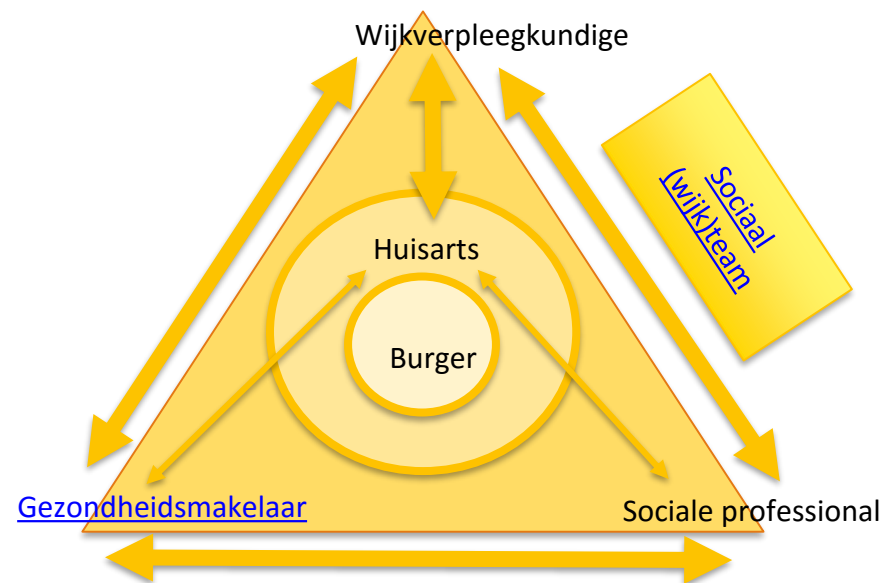 Wijkverpleegkundige
Sociaal
(wijk)team
Huisarts
Burger
Gezondheidsmakelaar
Sociale professional